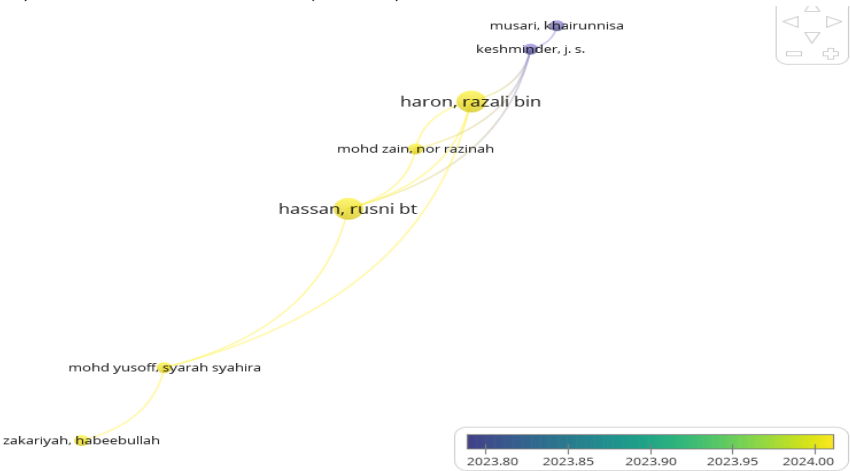 musari, khairunnisa
keshminder, j. s.
haron, razali bin
mohd zain, nor razinah
hassan, rusni bt
mohd yusoff, syarah syahira
zakariyah, habeebullah
2023.80 2023.85 2023.90 2023.95 2024.00